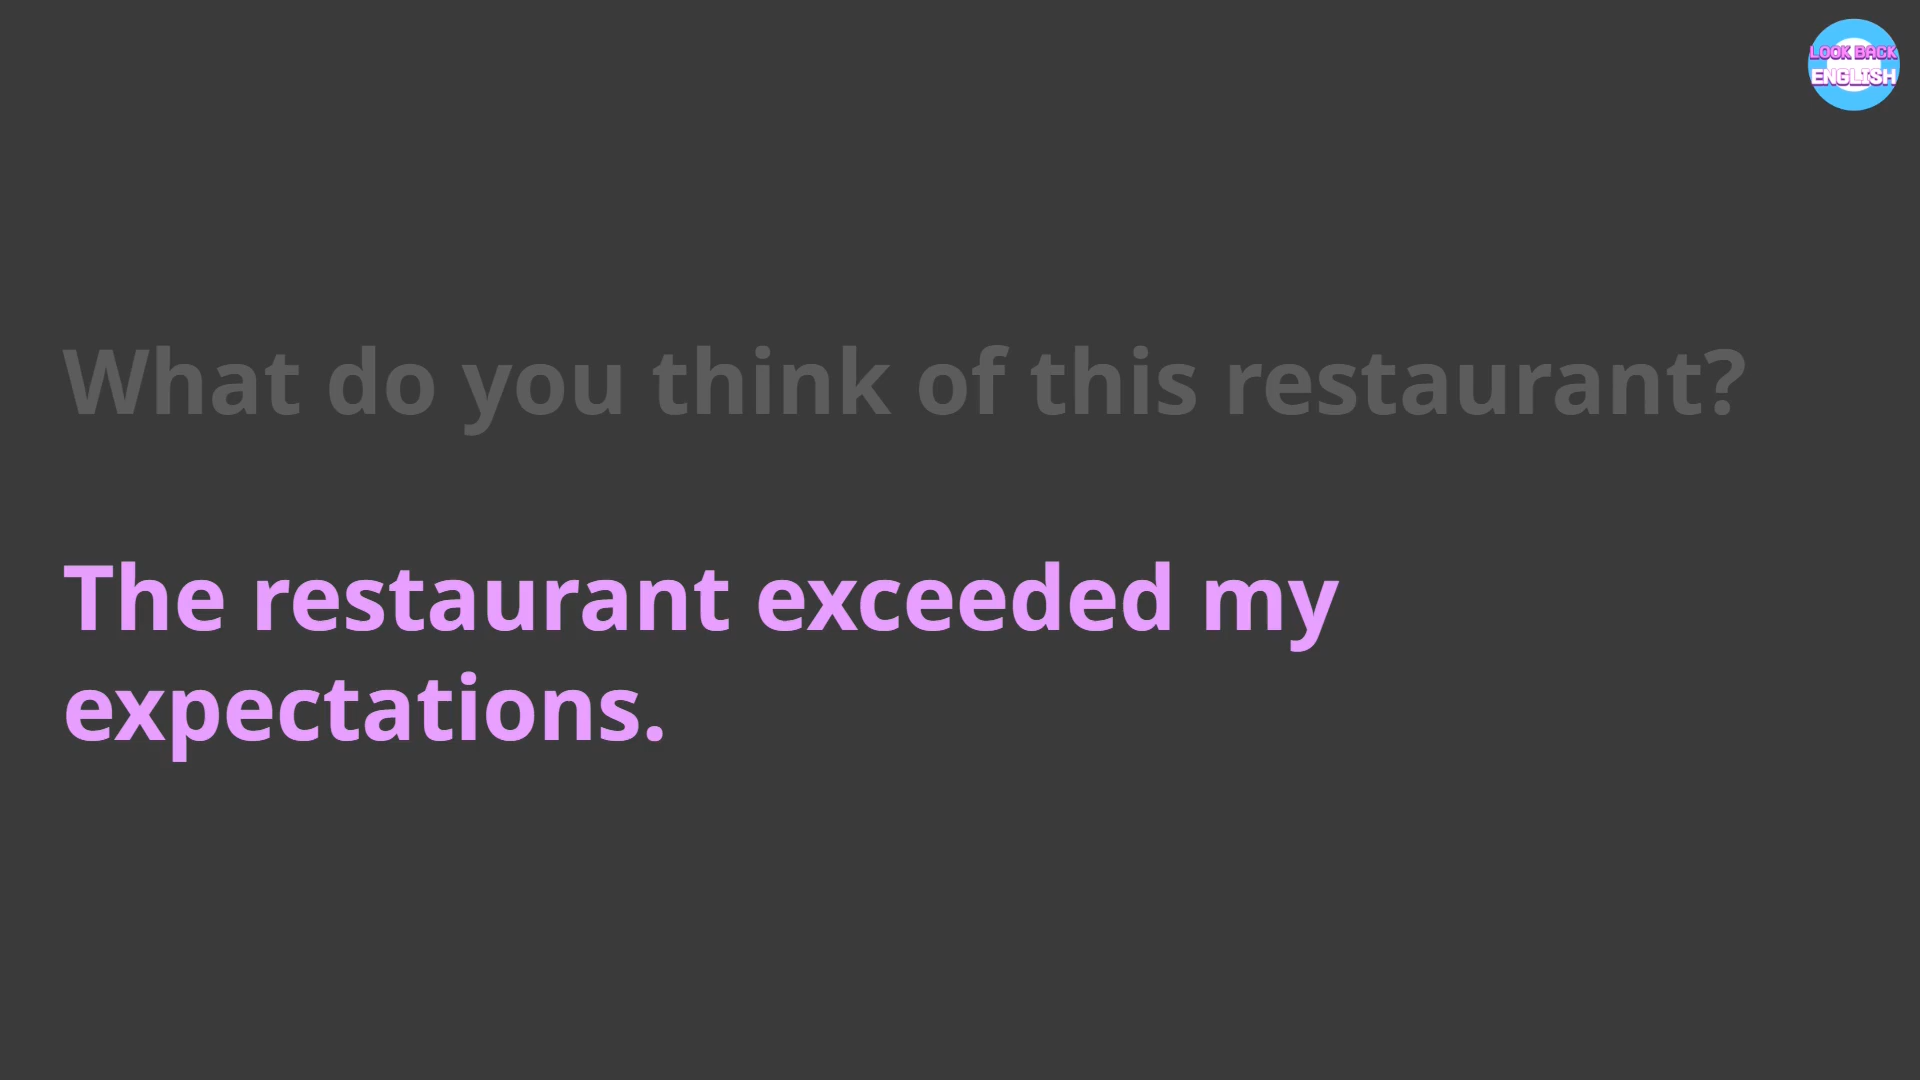 LOOK BACK
ENGLISH
What do you think of this restaurant?
The restaurant exceeded my
expectations.